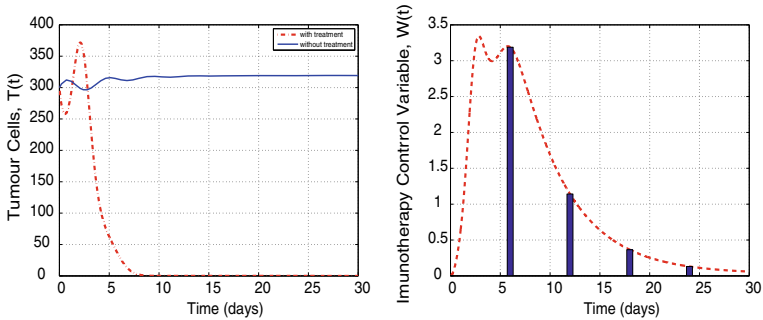 400
350
300
250
200
150
100
50
0
0 5 10 15 20 25 30
Tumour Cells, T(t)
Time (days)
with treatment
without treatment
3.5
3
2.5
2
1.5
1
0.5
0
0 5 10 15 20 25 30
Imunotherapy Contrrol Variable, W(t)
Time (days)